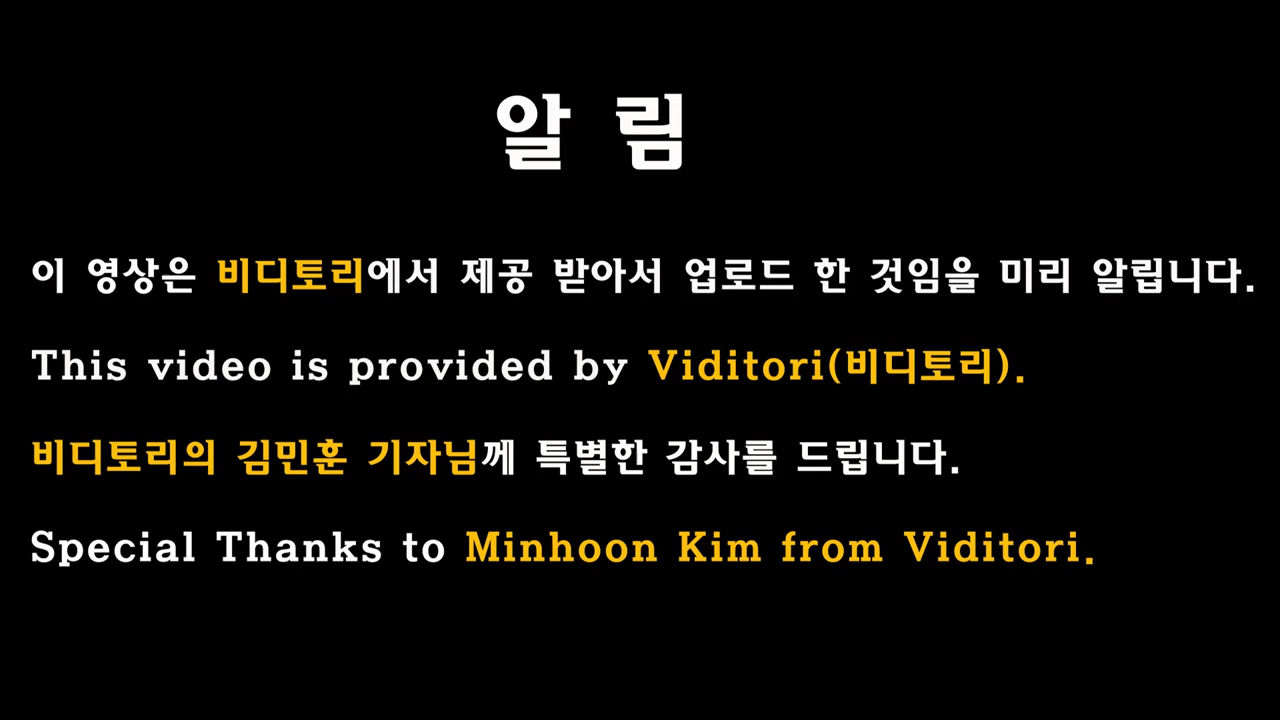 알 림
이 영상은 비디토리에서 제공 받아서 업로드 한 것임을 미리 알립니다.
This video is provided by Viditori(비디토리).
비디토리의 김민훈 기자님께 특별한 감사를 드립니다.
Special Thanks to Minhoon Kim from Viditori.